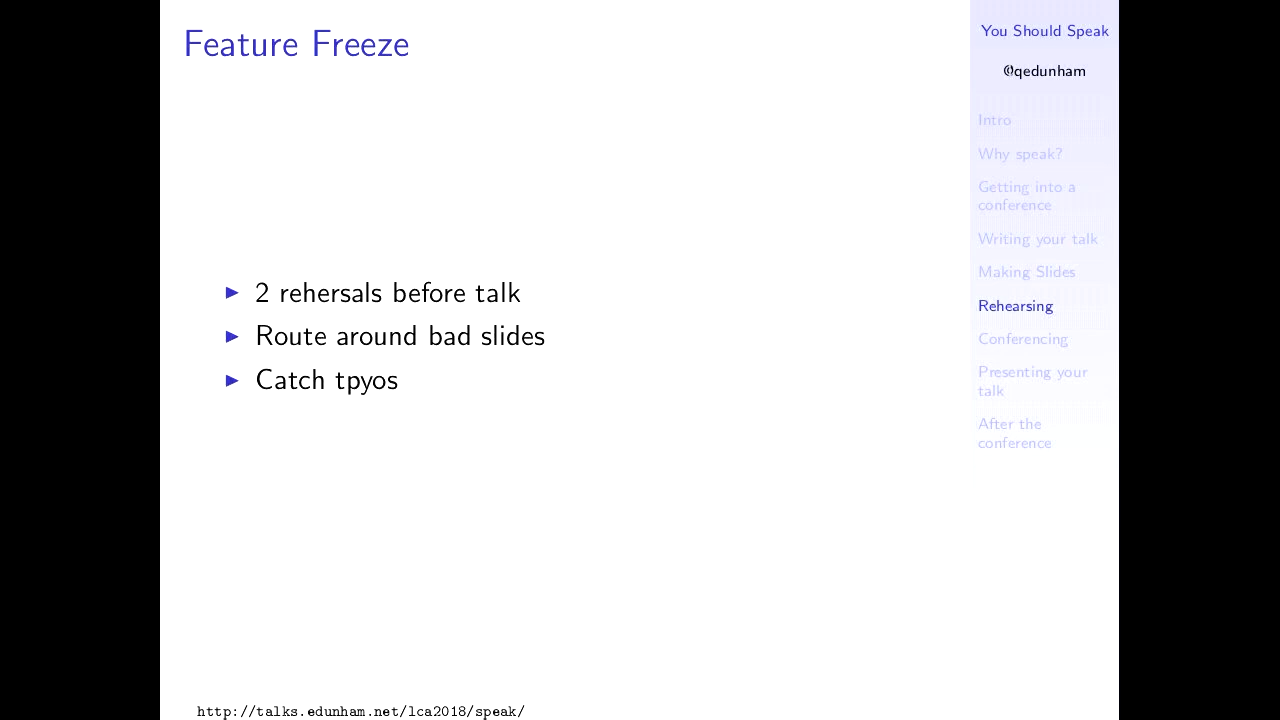 Feature Freeze
2 rehersals before talk
Route around bad slides
Catch tpyos
http://talks.edunham.net/lca2018/speak/
You Should Speak
@qedunham
Intro
Why speak?
Getting into a
conference
Writing your talk
Making Slides
Rehearsing
Conferencing
Presenting your
talk
After the
conference